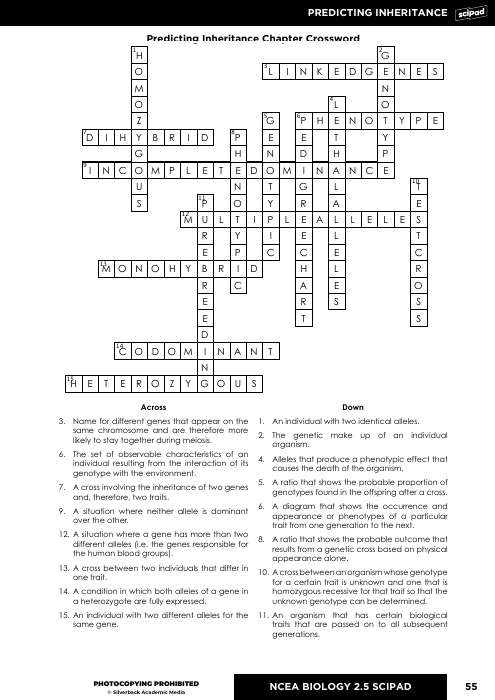 PREDICTING INHERITANCE
scipad
Predicting Inheritance Chapter Crossword
1 H O M O Z Y G O U S
2 G E N O T Y P E
3 L I N K E D G E N E S
4 L E T H A L A L L E L E S
5 G E N O T Y P I C
6 P H E N O T Y P E
P E D I G R E E C H A R T
7 D I H Y B R I D
8 P H E N O T Y P I C
9 I N C O M P L E T E D O M I N A N C E
10 T E S T C R O S S
11 P U R E B R E E D I N G
12 M U L T I P L E A L L E L E S
13 M O N O H Y B R I D
14 C O D O M I N A N T
15 H E T E R O Z Y G O U S
Across
3. Name for different genes that appear on the
same chromosome and are therefore more
likely to stay together during meiosis.
6. The set of observable characteristics of an
individual resulting from the interaction of its
genotype with the environment.
7. A cross involving the inheritance of two genes
and, therefore, two traits.
9. A situation where neither allele is dominant
over the other.
12. A situation where a gene has more than two
different alleles (i.e. the genes responsible for
the human blood groups).
13. A cross between two individuals that differ in
one trait.
14. A condition in which both alleles of a gene in
a heterozygote are fully expressed.
15. An individual with two different alleles for the
same gene.
Down
1. An individual with two identical alleles.
2. The genetic make up of an individual
organism.
4. Alleles that produce a phenotypic effect that
causes the death of the organism.
5. A ratio that shows the probable proportion of
genotypes found in the offspring after a cross.
6. A diagram that shows the occurrence and
appearance or phenotypes of a particular
trait from one generation to the next.
8. A ratio that shows the probable outcome that
results from a genetic cross based on physical
appearance alone.
10. A cross between an organism whose genotype
for a certain trait is unknown and one that is
homozygous recessive for that trait so that the
unknown genotype can be determined.
11. An organism that has certain biological
traits that are passed on to all subsequent
generations.
PHOTOCOPYING PROHIBITED
© Silverback Academic Media
NCEA BIOLOGY 2.5 SCIPAD
55